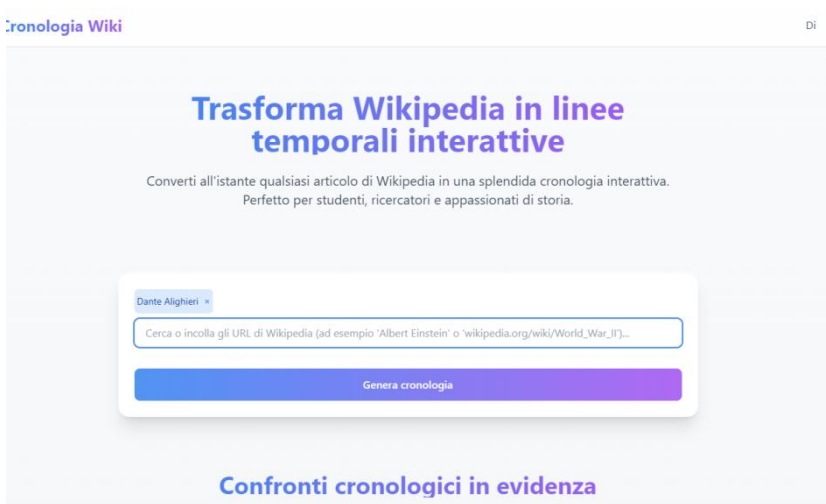 Cronologia Wiki
Di
Trasforma Wikipedia in linee
temporali interattive
Converti all'istante qualsiasi articolo di Wikipedia in una splendida cronologia interattiva.
Perfetto per studenti, ricercatori e appassionati di storia.
Dante Alighieri ×
Cerca o incolla gli URL di Wikipedia (ad esempio 'Albert Einstein' o 'wikipedia.org/wiki/World_War_II')...
Genera cronologia
Confronti cronologici in evidenza